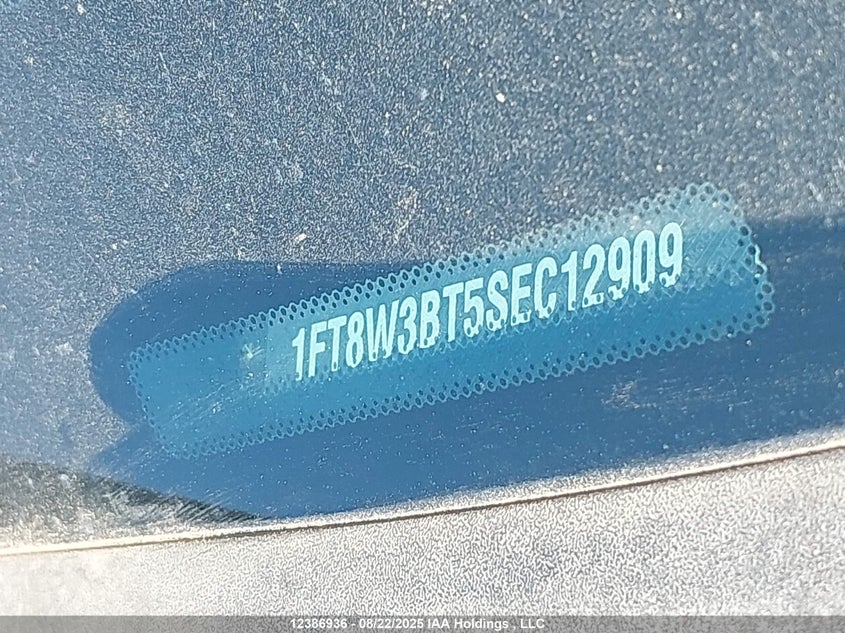 1FT8W3BT5SEC12909
12386936 - 08/22/2025 IAA Holdings , LLC